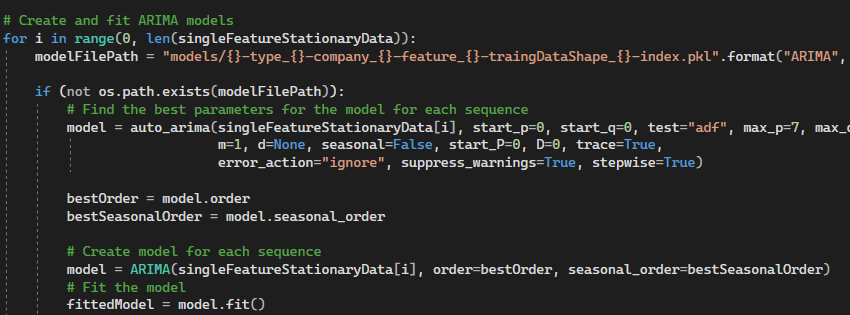 # Create and fit ARIMA models
for i in range(0, len(singleFeatureStationaryData)):
modelFilePath = "models/{}-type_{}-company_{}-feature_{}-traingDataShape_{}-index.pkl".format("ARIMA",
if (not os.path.exists(modelFilePath)):
# Find the best parameters for the model for each sequence
model = auto_arima(singleFeatureStationaryData[i], start_p=0, start_q=0, test="adf", max_p=7,
m=1, d=None, seasonal=False, start_P=0, D=0, trace=True,
error_action="ignore", suppress_warnings=True, stepwise=True)
bestOrder = model.order
bestSeasonalOrder = model.seasonal_order
# Create model for each sequence
model = ARIMA(singleFeatureStationaryData[i], order=bestOrder, seasonal_order=bestSeasonalOrder)
# Fit the model
fittedModel = model.fit()